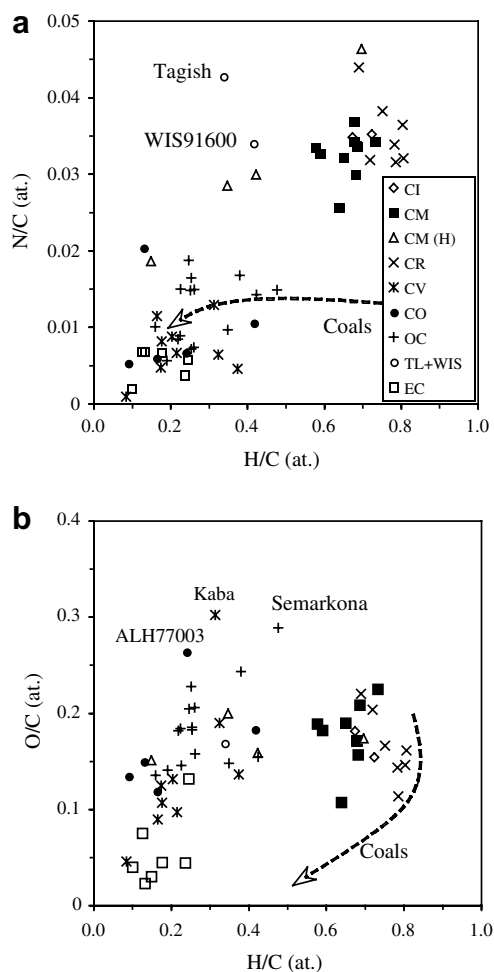 a
0.05
0.04
0.03
0.02
0.01
0
N/C (at.)
Tagish
WIS91600
Coals
CI
CM
CM (H)
CR
CV
CO
OC
TL+WIS
EC
0.0 0.2 0.4 0.6 0.8 1.0
H/C (at.)
b
0.4
0.3
0.2
0.1
0
O/C (at.)
Kaba
Semarkona
ALH77003
Coals
0.0 0.2 0.4 0.6 0.8 1.0
H/C (at.)